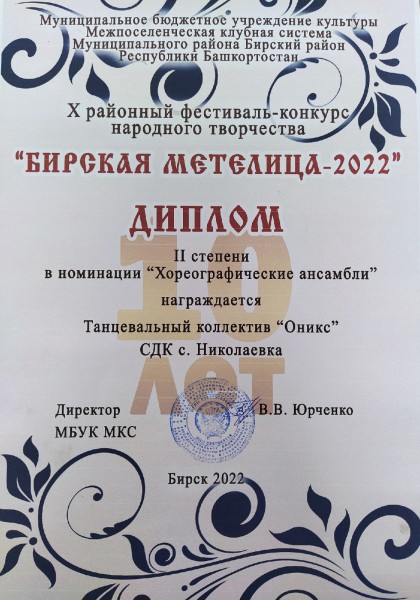 Муниципальное бюджетное учреждение культуры
Межпоселенческая клубная система
Муниципального района Бирский район
Республики Башкортостан
X районный фестиваль-конкурс
народного творчества
"БИРСКАЯ МЕТЕЛИЦА-2022"
ДИПЛОМ
10
лет
II степени
в номинации "Хореографические ансамбли"
награждается
Танцевальный коллектив "Оникс"
СДК с. Николаевка
Директор В.В. Юрченко
МБУК МКС
Бирск 2022